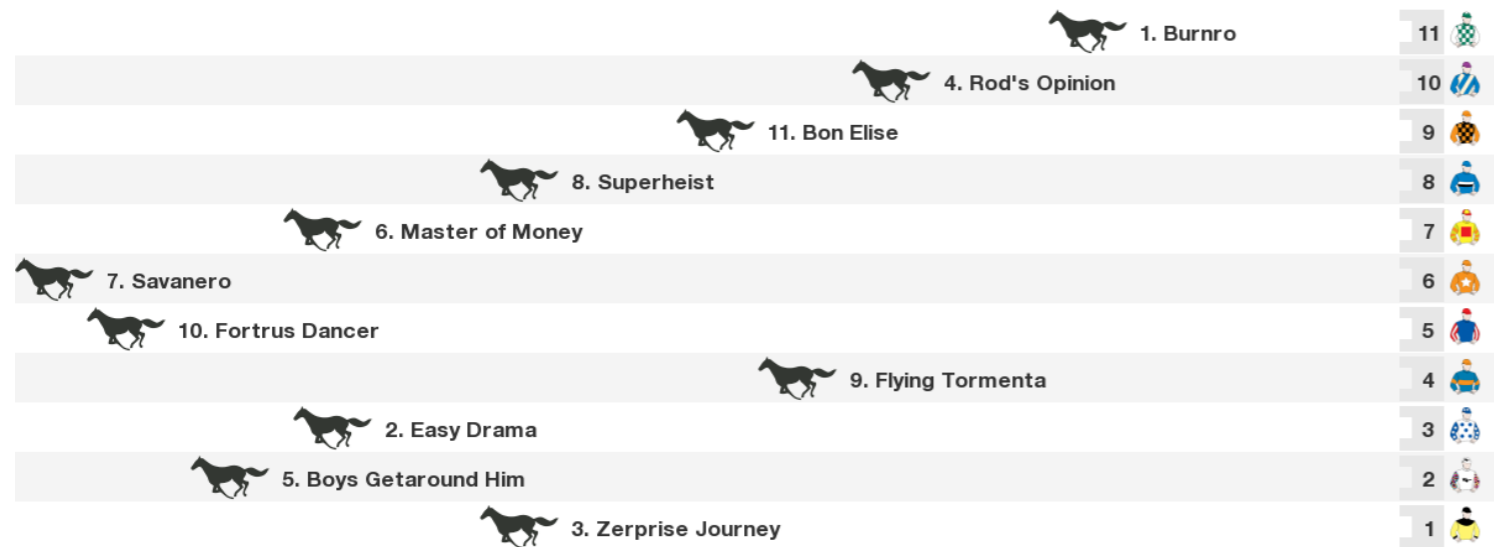 1. Burnro 11
4. Rod's Opinion 10
11. Bon Elise 9
8. Superheist 8
6. Master of Money 7
7. Savanero 6
10. Fortrus Dancer 5
9. Flying Tormenta 4
2. Easy Drama 3
5. Boys Getaround Him 2
3. Zerprise Journey 1